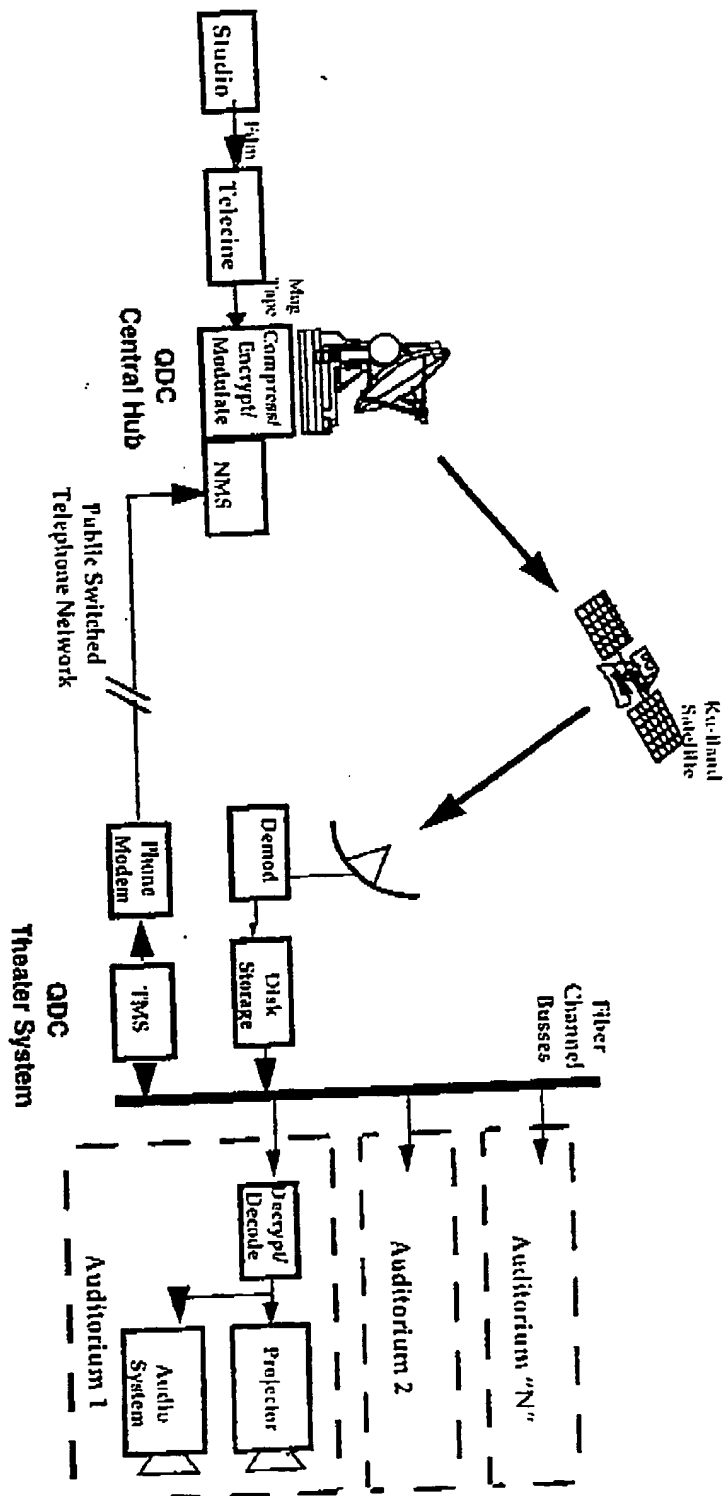 Studio
Film
Telecine
Mag
Tape
Compress/
Encrypt/
Modulate
NMS
QDC
Central Hub
Public Switched
Telephone Network
Ku-Band
Satellite
Demod
Disk
Storage
Phone
Modem
TMS
QDC
Theater System
Fiber
Channel
Busses
Decrypt/
Decode
Projector
Audio
System
Auditorium 1
Auditorium 2
Auditorium "N"